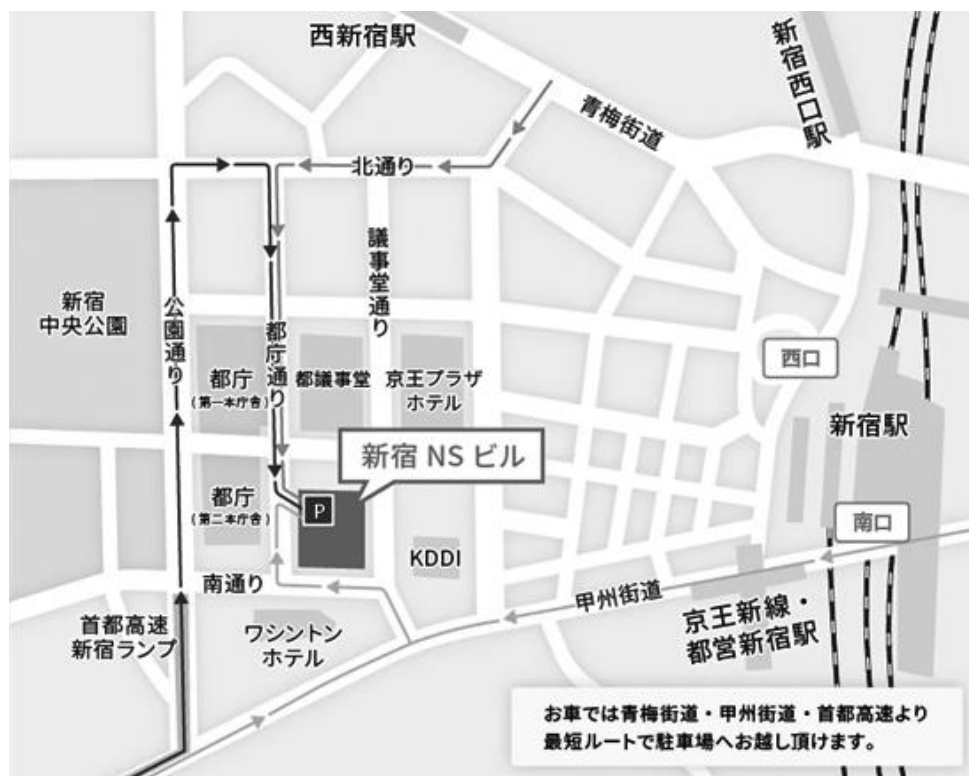 西新宿駅
新宿西口駅
青梅街道
北通り
議事堂通り
新宿
中央公園
公園通り
都庁通り
都庁
(第一本庁舎)
都議事堂
京王プラザ
ホテル
西口
新宿駅
新宿 NS ビル
都庁
(第二本庁舎)
P
南口
KDDI
南通り
甲州街道
首都高速
新宿ランプ
ワシントン
ホテル
京王新線・
都営新宿駅
お車では青梅街道・甲州街道・首都高速より
最短ルートで駐車場へお越し頂けます。